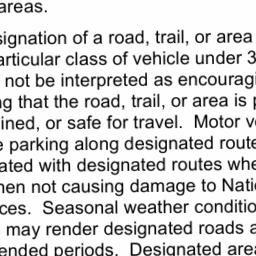 areas.
signation of a road, trail, or area
articular class of vehicle under 3
not be interpreted as encouragi
g that the road, trail, or area is p
ined, or safe for travel.  Motor v
e parking along designated route
ated with designated routes whe
hen not causing damage to Nati
ces.  Seasonal weather conditio
may render designated roads a
ended periods.  Designated area